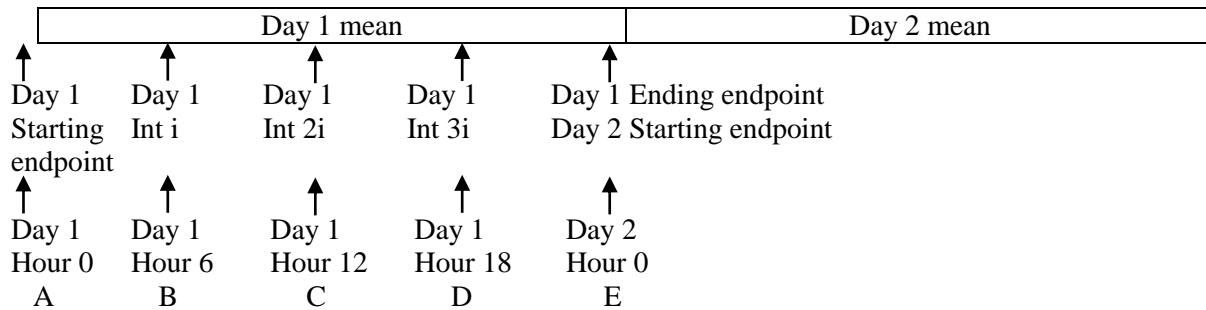 Day 1 mean Day 2 mean
Day 1 Day 1 Day 1 Day 1 Day 1 Ending endpoint
Starting Int i Int 2i Int 3i Day 2 Starting endpoint
endpoint
Day 1 Day 1 Day 1 Day 1 Day 2
Hour 0 Hour 6 Hour 12 Hour 18 Hour 0
A B C D E